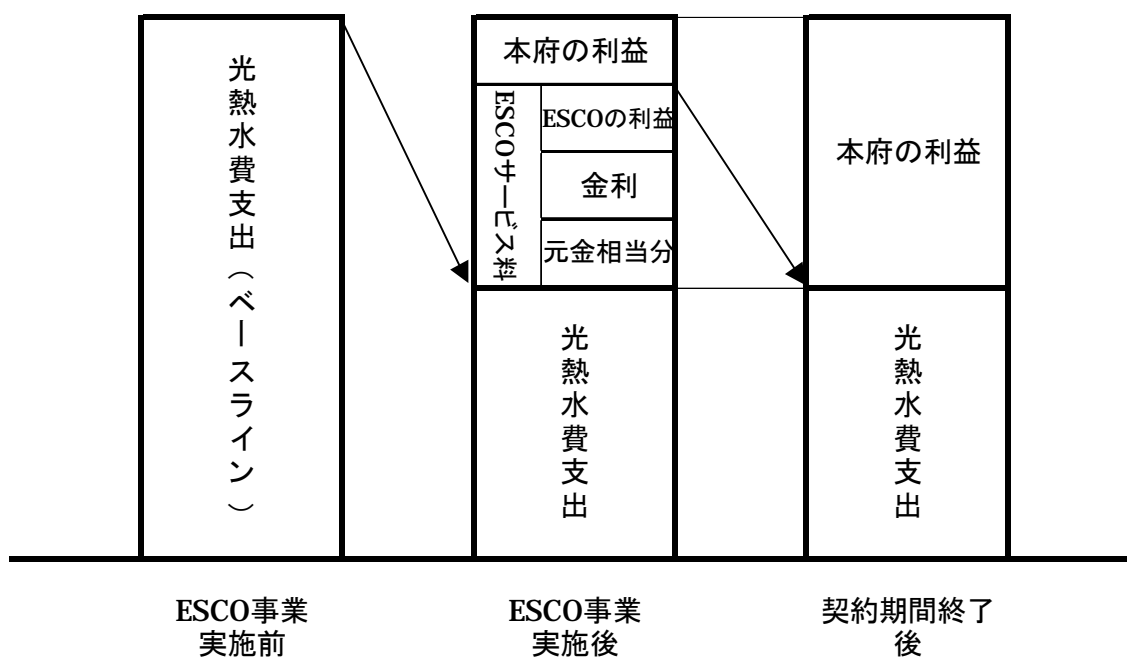 光熱水費支出（ベースライン）
本府の利益
ESCOサービス料
ESCOの利益
金利
元金相当分
光熱水費支出
本府の利益
光熱水費支出
ESCO事業
実施前
ESCO事業
実施後
契約期間終了
後